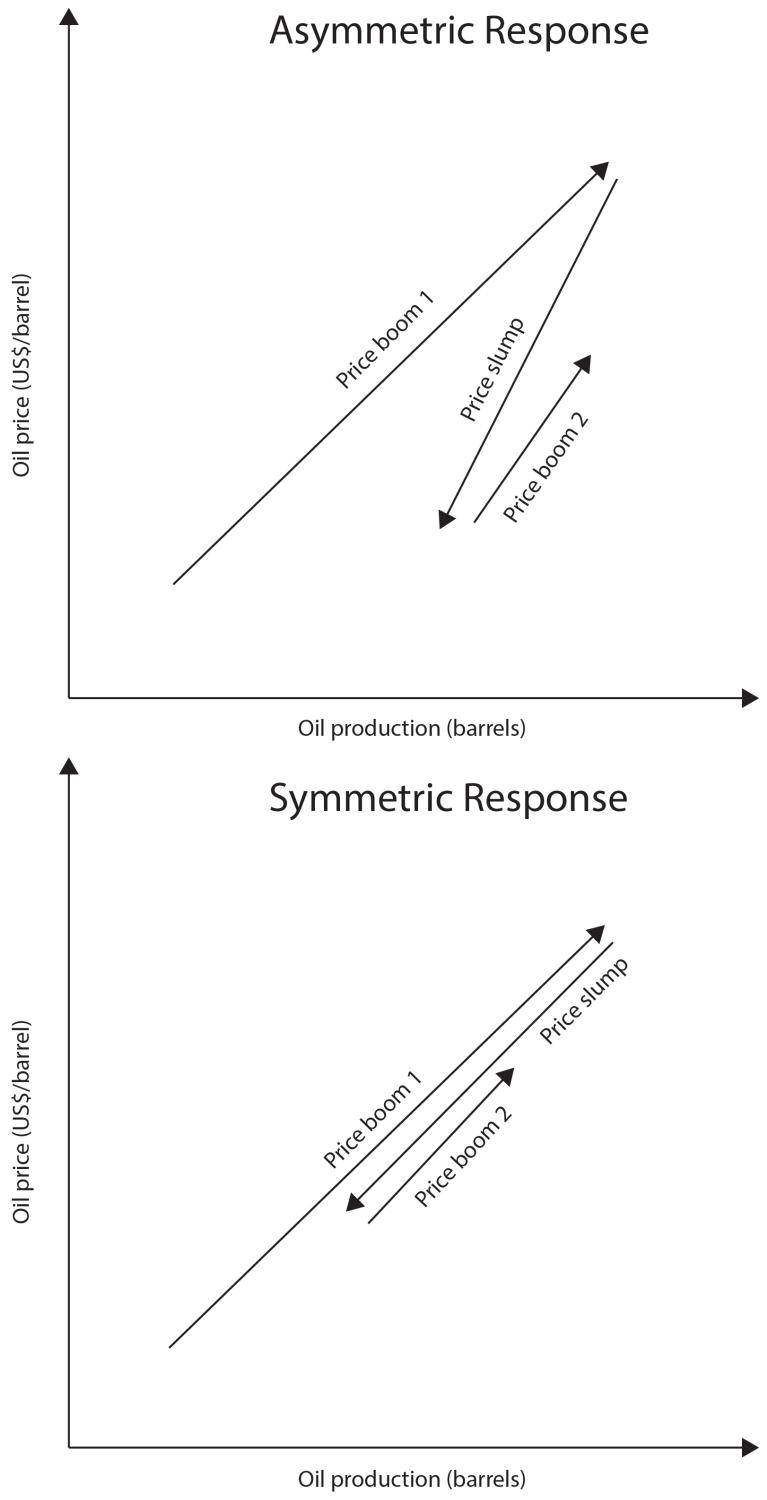 Asymmetric Response
Oil price (US$/barrel)
Price boom 1
Price slump
Price boom 2
Oil production (barrels)
Symmetric Response
Oil price (US$/barrel)
Price boom 1
Price slump
Price boom 2
Oil production (barrels)